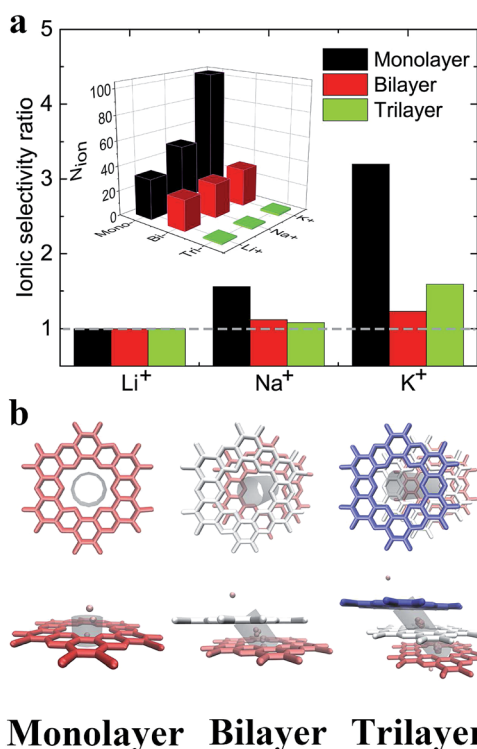 a
5
4
3
2
1
Ionic selectivity ratio
Monolayer
Bilayer
Trilayer
100
80
60
40
20
0
Nion
Mono-
Bi-
Tri-
Li+
Na+
K+
Li+
Na+
K+
b
Monolayer Bilayer Trilayer